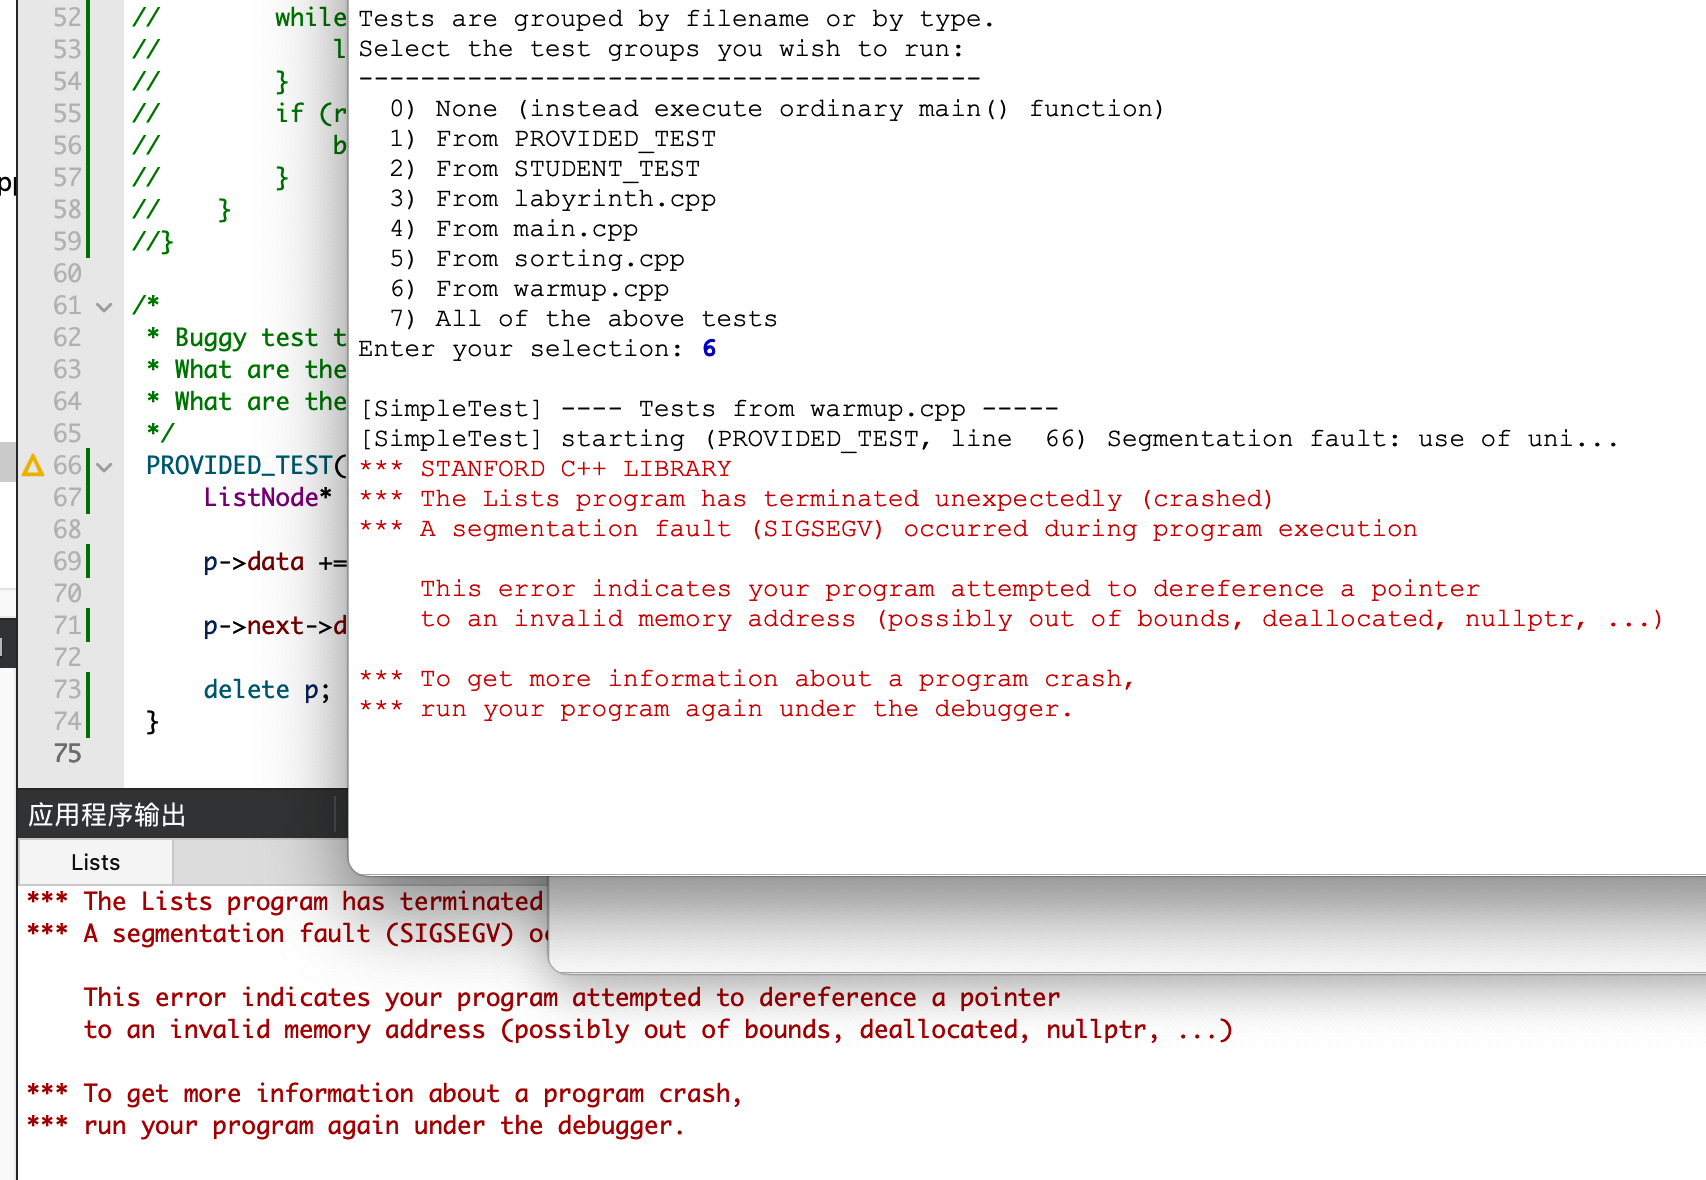 52 //        while
53 //            l
54 //        }
55 //        if (r
56 //            b
57 //        }
58 //    }
59 //}
60
61 /*
62  * Buggy test t
63  * What are the
64  * What are the
65  */
66 PROVIDED_TEST(
67     ListNode*
68
69     p->data +=
70
71     p->next->d
72
73     delete p;
74 }
75
Tests are grouped by filename or by type.
Select the test groups you wish to run:
----------------------------------------
  0) None (instead execute ordinary main() function)
  1) From PROVIDED_TEST
  2) From STUDENT_TEST
  3) From labyrinth.cpp
  4) From main.cpp
  5) From sorting.cpp
  6) From warmup.cpp
  7) All of the above tests
Enter your selection: 6
[SimpleTest] ---- Tests from warmup.cpp -----
[SimpleTest] starting (PROVIDED_TEST, line  66) Segmentation fault: use of uni...
*** STANFORD C++ LIBRARY
*** The Lists program has terminated unexpectedly (crashed)
*** A segmentation fault (SIGSEGV) occurred during program execution
    This error indicates your program attempted to dereference a pointer
    to an invalid memory address (possibly out of bounds, deallocated, nullptr, ...)
*** To get more information about a program crash,
*** run your program again under the debugger.
应用程序输出
Lists
*** The Lists program has terminated
*** A segmentation fault (SIGSEGV) oc
    This error indicates your program attempted to dereference a pointer
    to an invalid memory address (possibly out of bounds, deallocated, nullptr, ...)
*** To get more information about a program crash,
*** run your program again under the debugger.